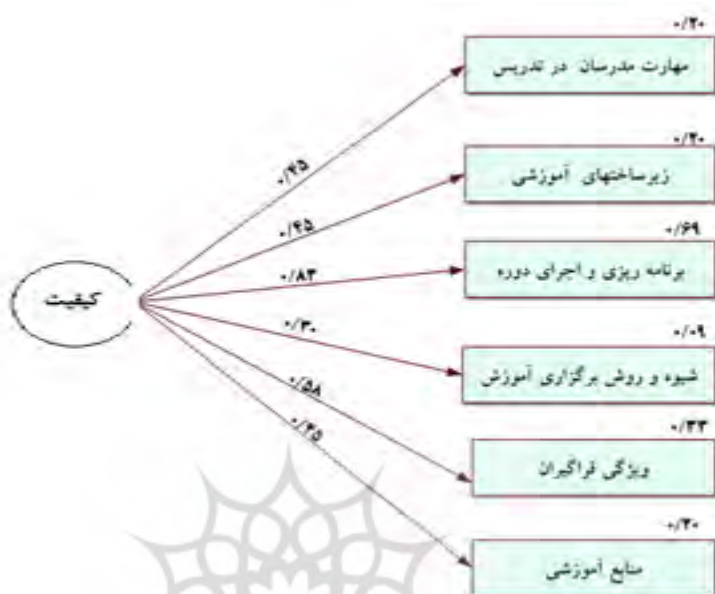 ۰/۲۰
مهارت مدرسان در تدریس
۰/۴۵
۰/۲۰
زیرساختهای آموزشی
۰/۴۵
۰/۶۹
برنامه ریزی و اجرای دوره
۰/۸۳
کیفیت
۰/۰۹
شیوه و روش برگزاری آموزش
۰/۳۰
۰/۳۳
ویژگی فراگیران
۰/۵۸
۰/۲۰
منابع آموزشی
۰/۴۵